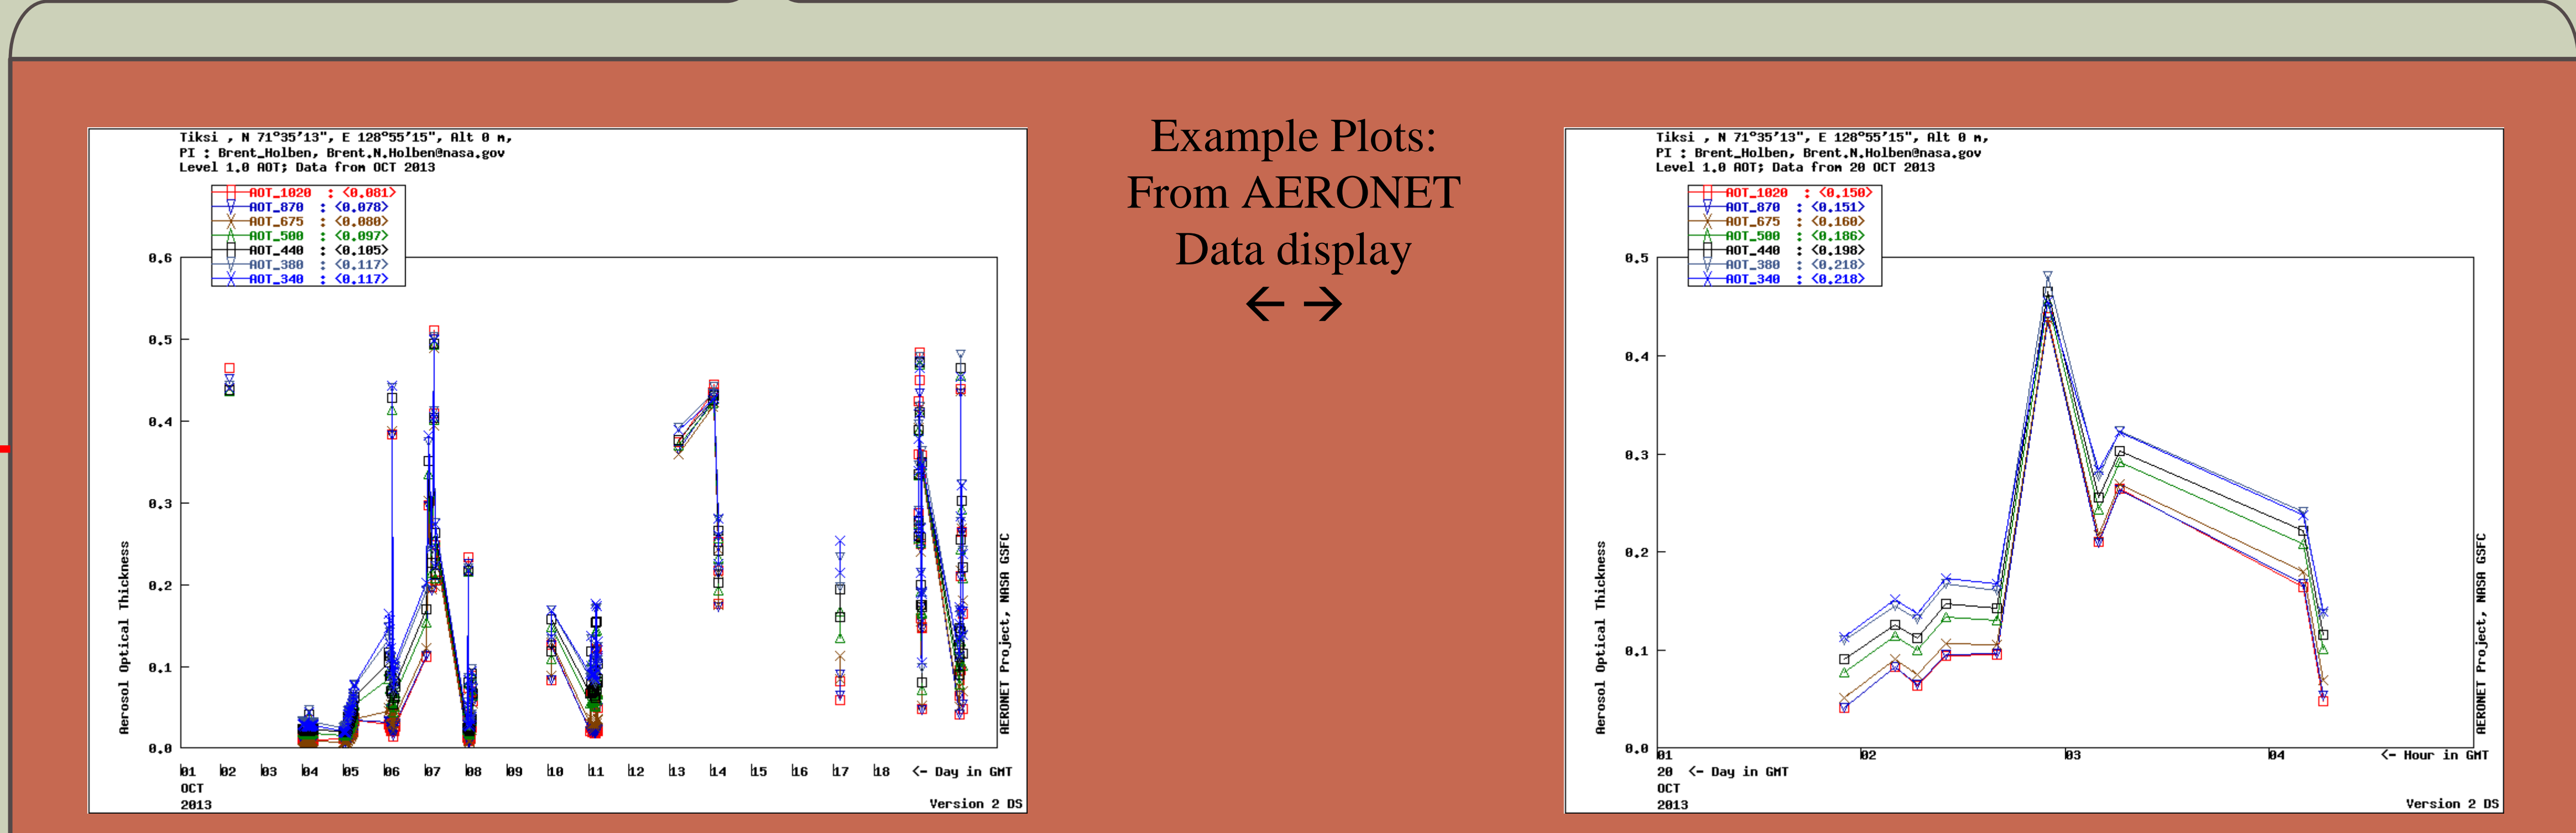 Tiksi , N 71°35'13", E 128°55'15", Alt 0 m,
PI : Brent_Holben, Brent.N.Holben@nasa.gov
Level 1.0 AOT; Data from OCT 2013
AOT_1020 : <0.081>
AOT_870 : <0.078>
AOT_675 : <0.080>
AOT_500 : <0.097>
AOT_440 : <0.105>
AOT_380 : <0.117>
AOT_340 : <0.117>
0.6
0.5
0.4
0.3
0.2
0.1
0.0
Aerosol Optical Thickness
AERONET Project, NASA GSFC
01 02 03 04 05 06 07 08 09 10 11 12 13 14 15 16 17 18 <- Day in GMT
OCT
2013
Version 2 DS
Example Plots:
From AERONET
Data display
← →
Tiksi , N 71°35'13", E 128°55'15", Alt 0 m,
PI : Brent_Holben, Brent.N.Holben@nasa.gov
Level 1.0 AOT; Data from 20 OCT 2013
AOT_1020 : <0.150>
AOT_870 : <0.151>
AOT_675 : <0.160>
AOT_500 : <0.186>
AOT_440 : <0.198>
AOT_380 : <0.218>
AOT_340 : <0.218>
0.5
0.4
0.3
0.2
0.1
0.0
Aerosol Optical Thickness
AERONET Project, NASA GSFC
01 02 03 04 <- Hour in GMT
20 <- Day in GMT
OCT
2013
Version 2 DS